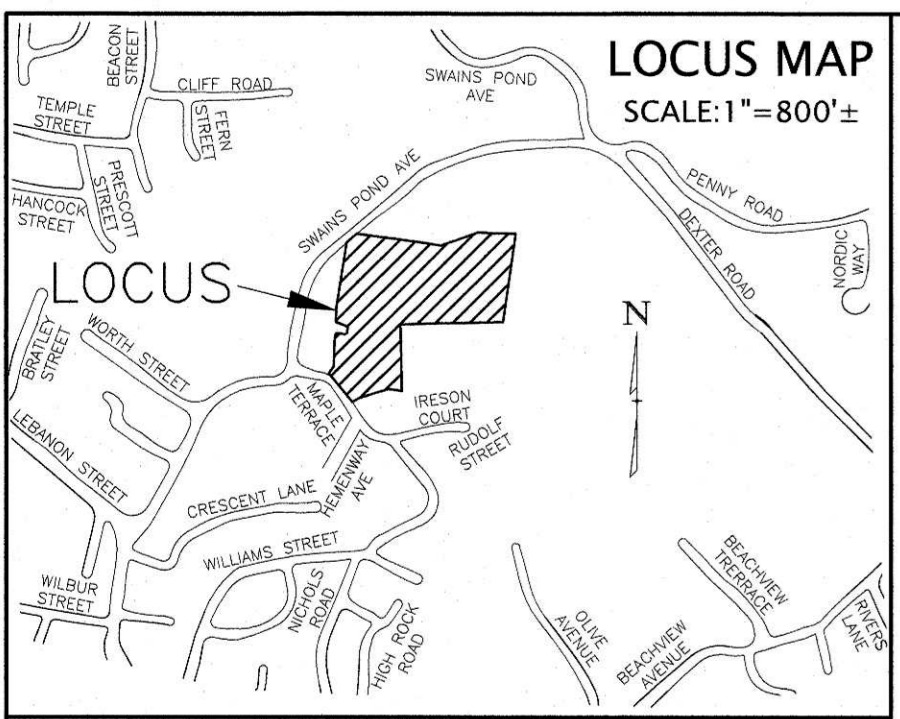 LOCUS MAP
SCALE:1"=800'±
BEACON
STREET
CLIFF ROAD
SWAINS POND
AVE
TEMPLE
STREET
FERN
STREET
PRESCOTT
STREET
HANCOCK
STREET
SWAINS POND AVE
PENNY ROAD
DEXTER ROAD
NORDIC
WAY
LOCUS
N
BRATLEY
STREET
WORTH STREET
MAPLE
TERRACE
IRESON
COURT
RUDOLF
STREET
HEMENWAY
AVE
LEBANON STREET
CRESCENT LANE
WILLIAMS STREET
WILBUR
STREET
NICHOLS
ROAD
HIGH ROCK
ROAD
OLIVE
AVENUE
BEACHVIEW
TRERRACE
BEACHVIEW
AVENUE
RIVERS
LANE